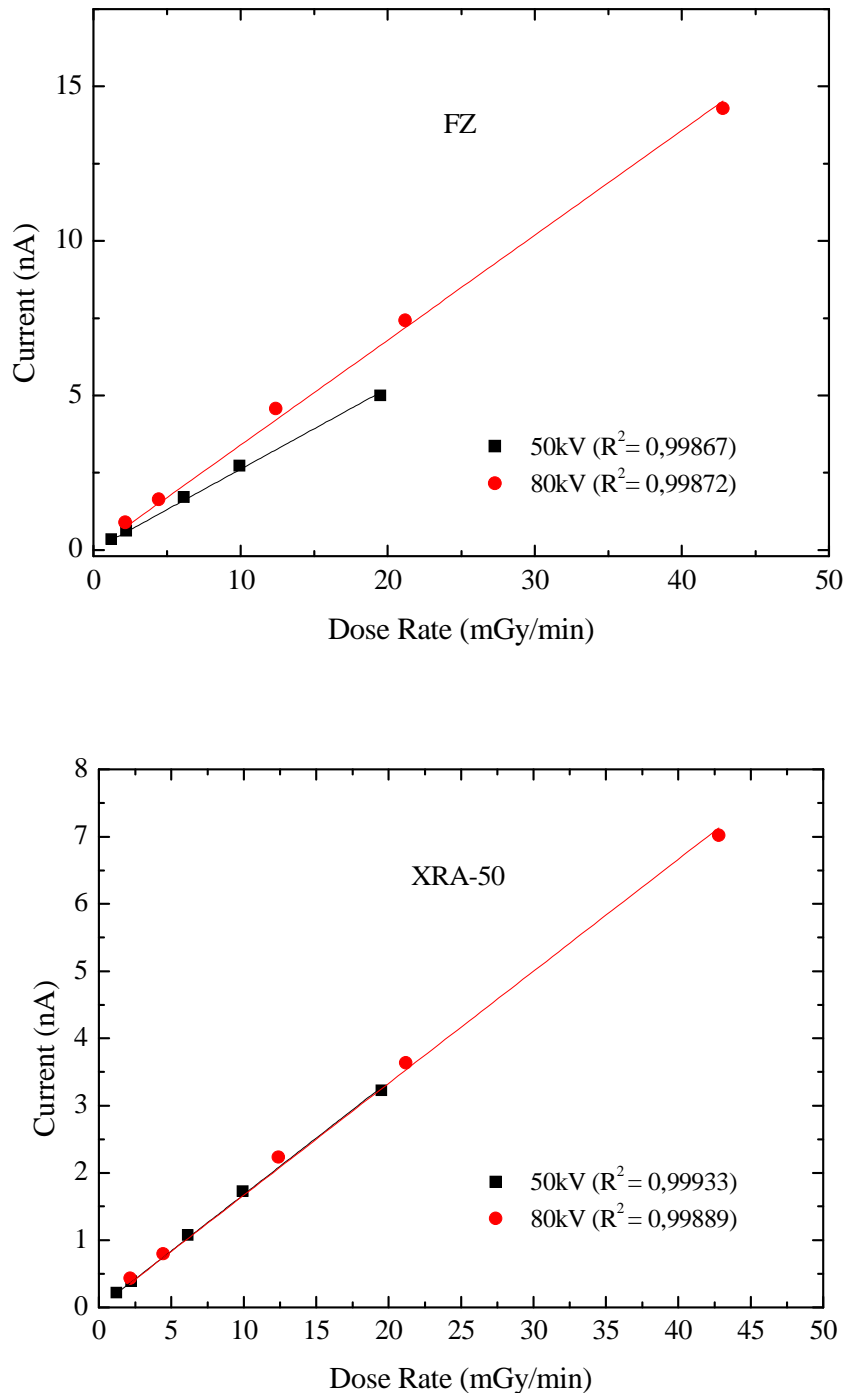 15
FZ
10
Current (nA)
5
50kV (R²= 0,99867)
80kV (R²= 0,99872)
0
0 10 20 30 40 50
Dose Rate (mGy/min)
8
7
XRA-50
6
5
4
Current (nA)
3
2
50kV (R² = 0,99933)
80kV (R² = 0,99889)
1
0
0 5 10 15 20 25 30 35 40 45 50
Dose Rate (mGy/min)